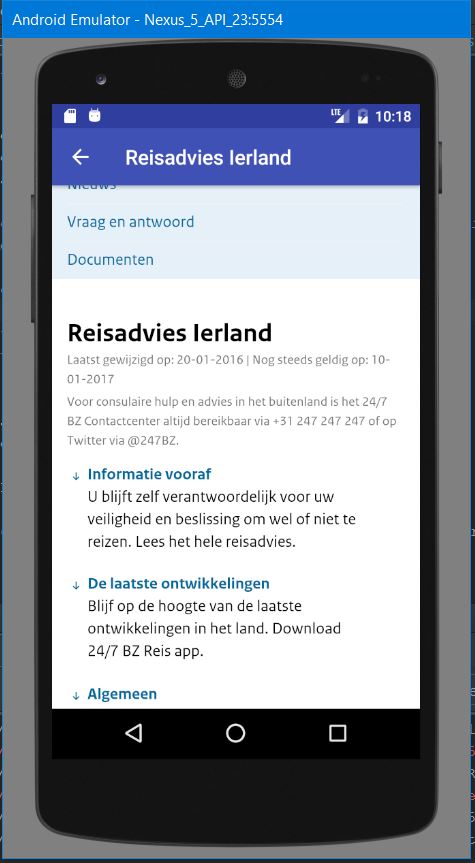 Android Emulator - Nexus_5_API_23:5554
LTE 10:18
Reisadvies Ierland
Nieuws
Vraag en antwoord
Documenten
Reisadvies Ierland
Laatst gewijzigd op: 20-01-2016 | Nog steeds geldig op: 10-
01-2017
Voor consulaire hulp en advies in het buitenland is het 24/7
BZ Contactcenter altijd bereikbaar via +31 247 247 247 of op
Twitter via @247BZ.
↓ Informatie vooraf
U blijft zelf verantwoordelijk voor uw
veiligheid en beslissing om wel of niet te
reizen. Lees het hele reisadvies.
↓ De laatste ontwikkelingen
Blijf op de hoogte van de laatste
ontwikkelingen in het land. Download
24/7 BZ Reis app.
↓ Algemeen